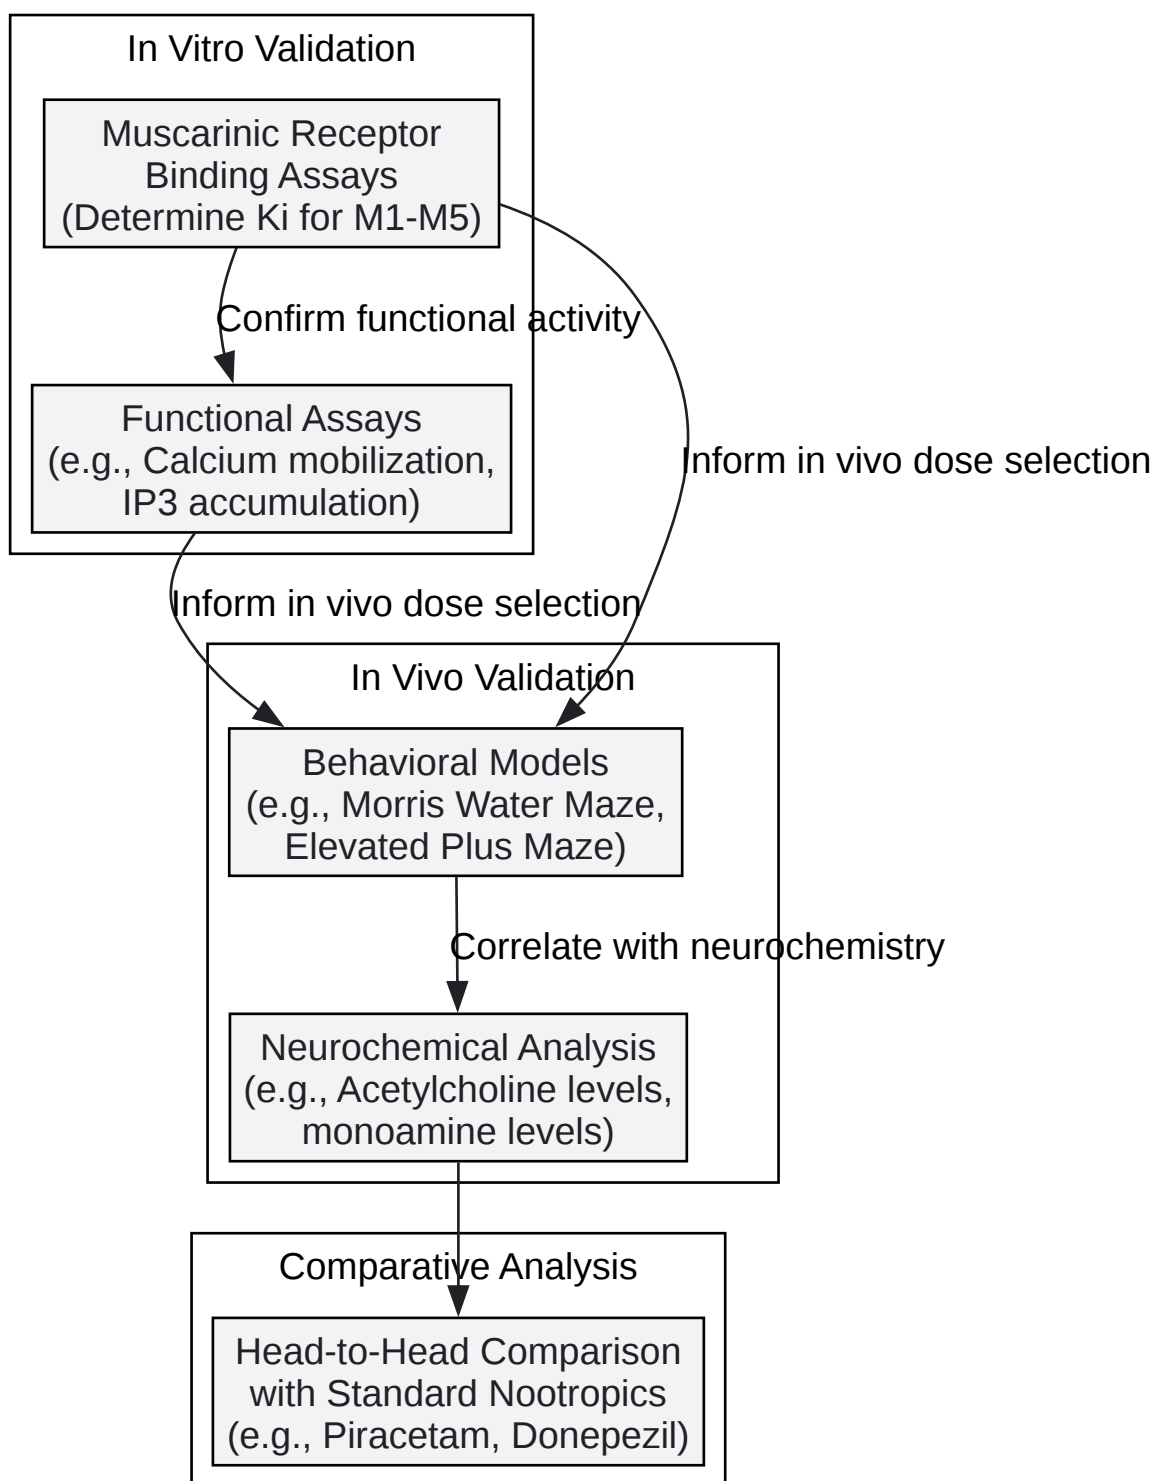 In Vitro Validation
Muscarinic Receptor
Binding Assays
(Determine Ki for M1-M5)
Confirm functional activity
Functional Assays
(e.g., Calcium mobilization,
IP3 accumulation)
Inform in vivo dose selection
Inform in vivo dose selection
In Vivo Validation
Behavioral Models
(e.g., Morris Water Maze,
Elevated Plus Maze)
Correlate with neurochemistry
Neurochemical Analysis
(e.g., Acetylcholine levels,
monoamine levels)
Comparative Analysis
Head-to-Head Comparison
with Standard Nootropics
(e.g., Piracetam, Donepezil)